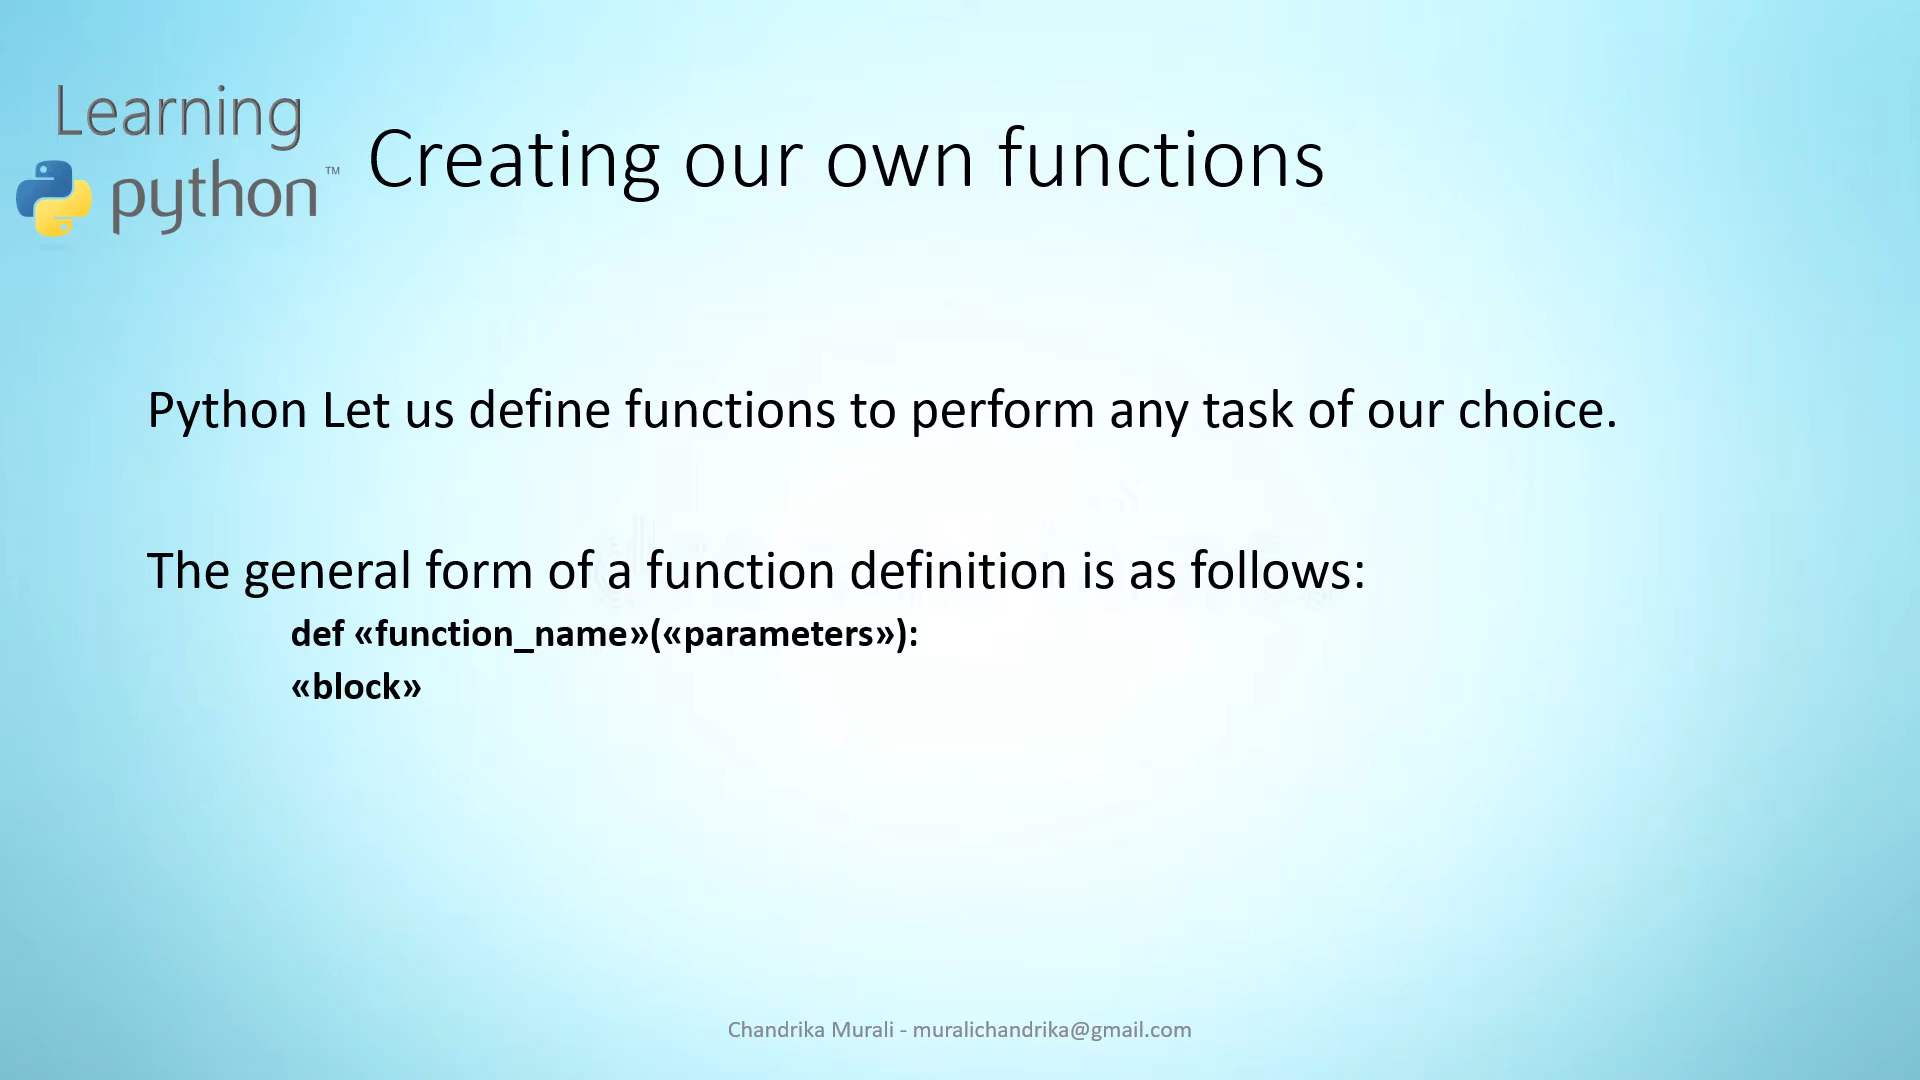 Learning
python™
Creating our own functions
Python Let us define functions to perform any task of our choice.
The general form of a function definition is as follows:
def «function_name»(«parameters»):
«block»
Chandrika Murali - muralichandrika@gmail.com